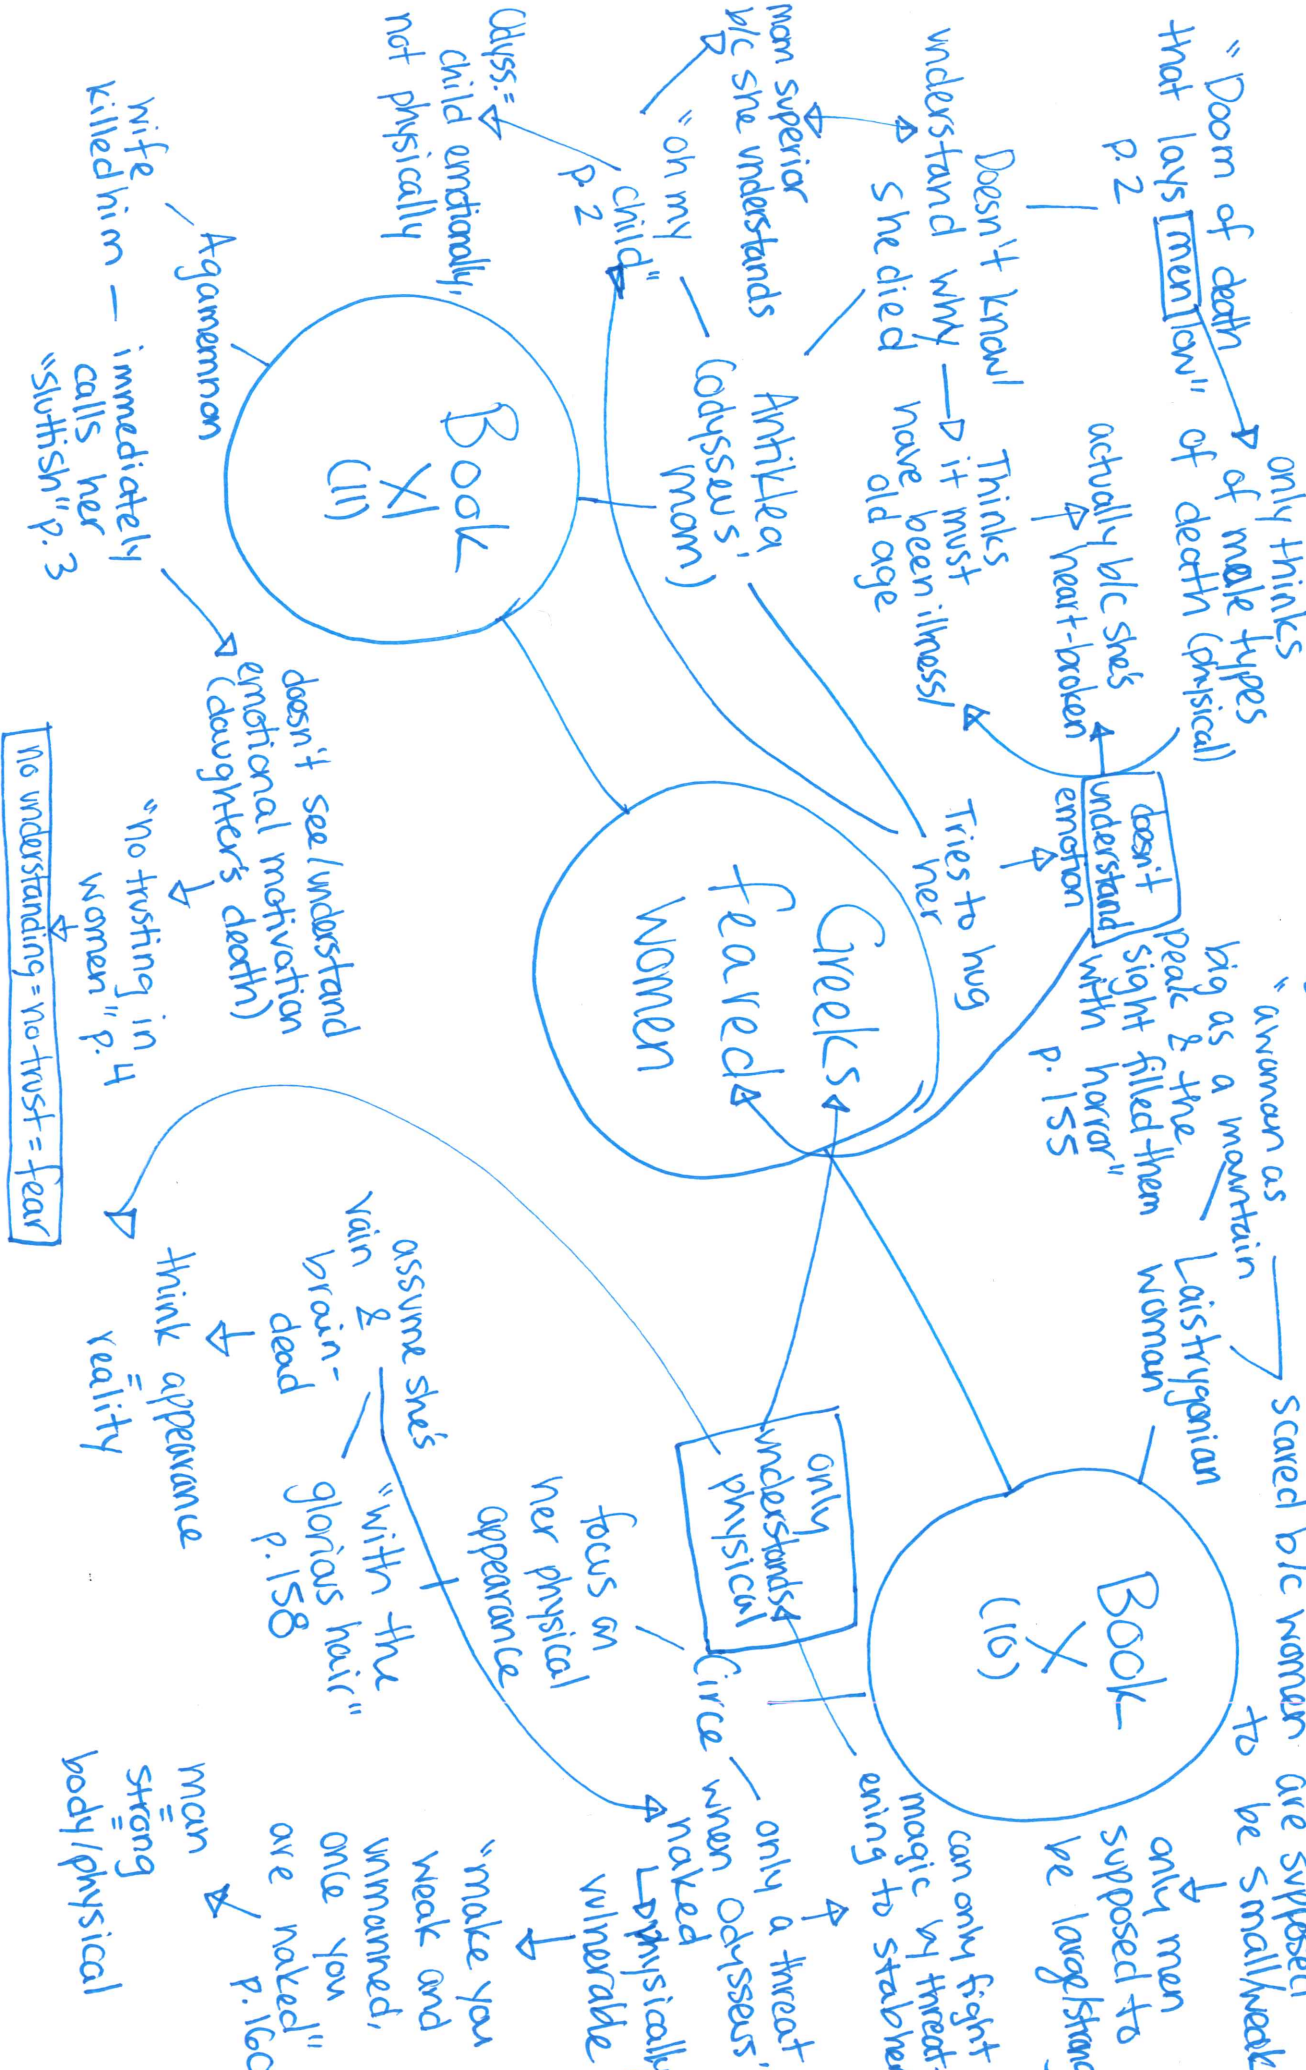 "Doom of death
that lays men low"
p. 2
only thinks
of male types
of death (physical)
Doesn't know/
understand why
she died
Thinks
it must
have been illness/
old age
actually b/c she's
heart-broken
doesn't
understand
emotion
mom superior
b/c she understands
"oh my
child"
p. 2
Odyss. =
child emotionally,
not physically
Antiklea
(odysseus'
mom)
Tries to hug
her
Book
XI
(11)
Agamemnon
wife
killed him — immediately
calls her
"sluttish" p. 3
doesn't see/understand
emotional motivation
(daughter's death)
"no trusting in
women" p. 4
no understanding = no trust = fear
Greeks
feared
women
"a woman as
big as a mountain
peak & the
sight filled them
with horror"
p. 155
Laistrygonian
woman
scared b/c women are supposed
to be small/weak
only men
supposed to
be large/strong
Book
X
(10)
only
understands
physical
Circe
focus on
her physical
appearance
"with the
glorious hair"
p. 158
assume she's
vain &
brain-
dead
think appearance
=
reality
can only fight
magic by threat-
ening to stab her
only a threat
when Odysseus'
naked
physically
vulnerable
"make you
weak and
unmanned,
once you
are naked"
p. 160
man
=
strong
=
body/physical